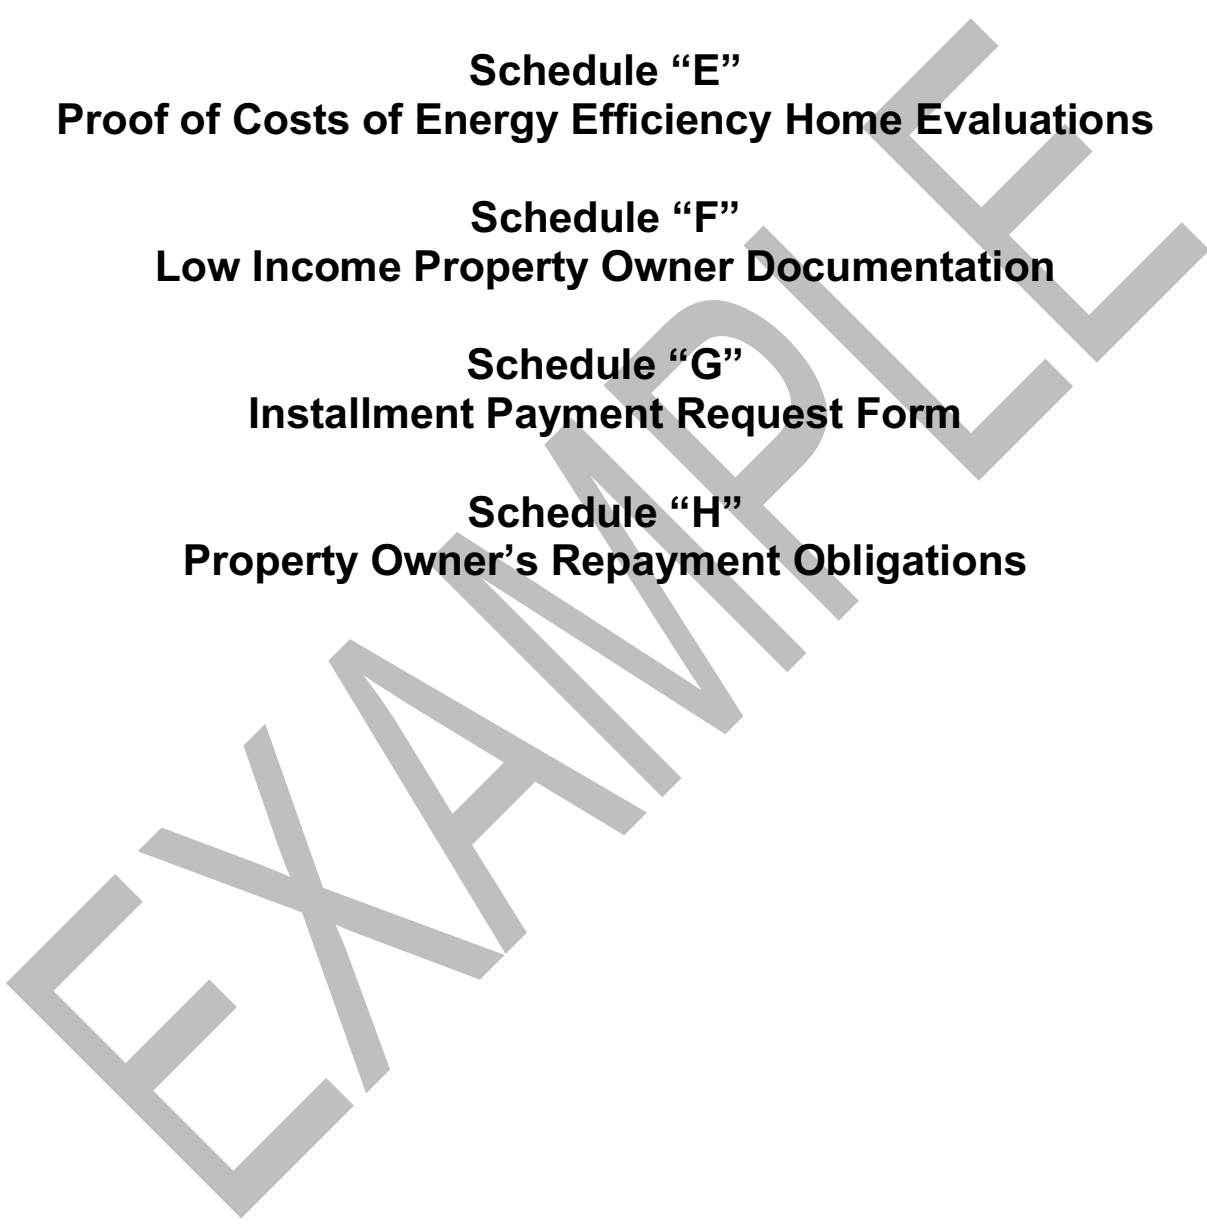 Schedule “E”
Proof of Costs of Energy Efficiency Home Evaluations
Schedule “F”
Low Income Property Owner Documentation
Schedule “G”
Installment Payment Request Form
Schedule “H”
Property Owner’s Repayment Obligations
EXAMPLE